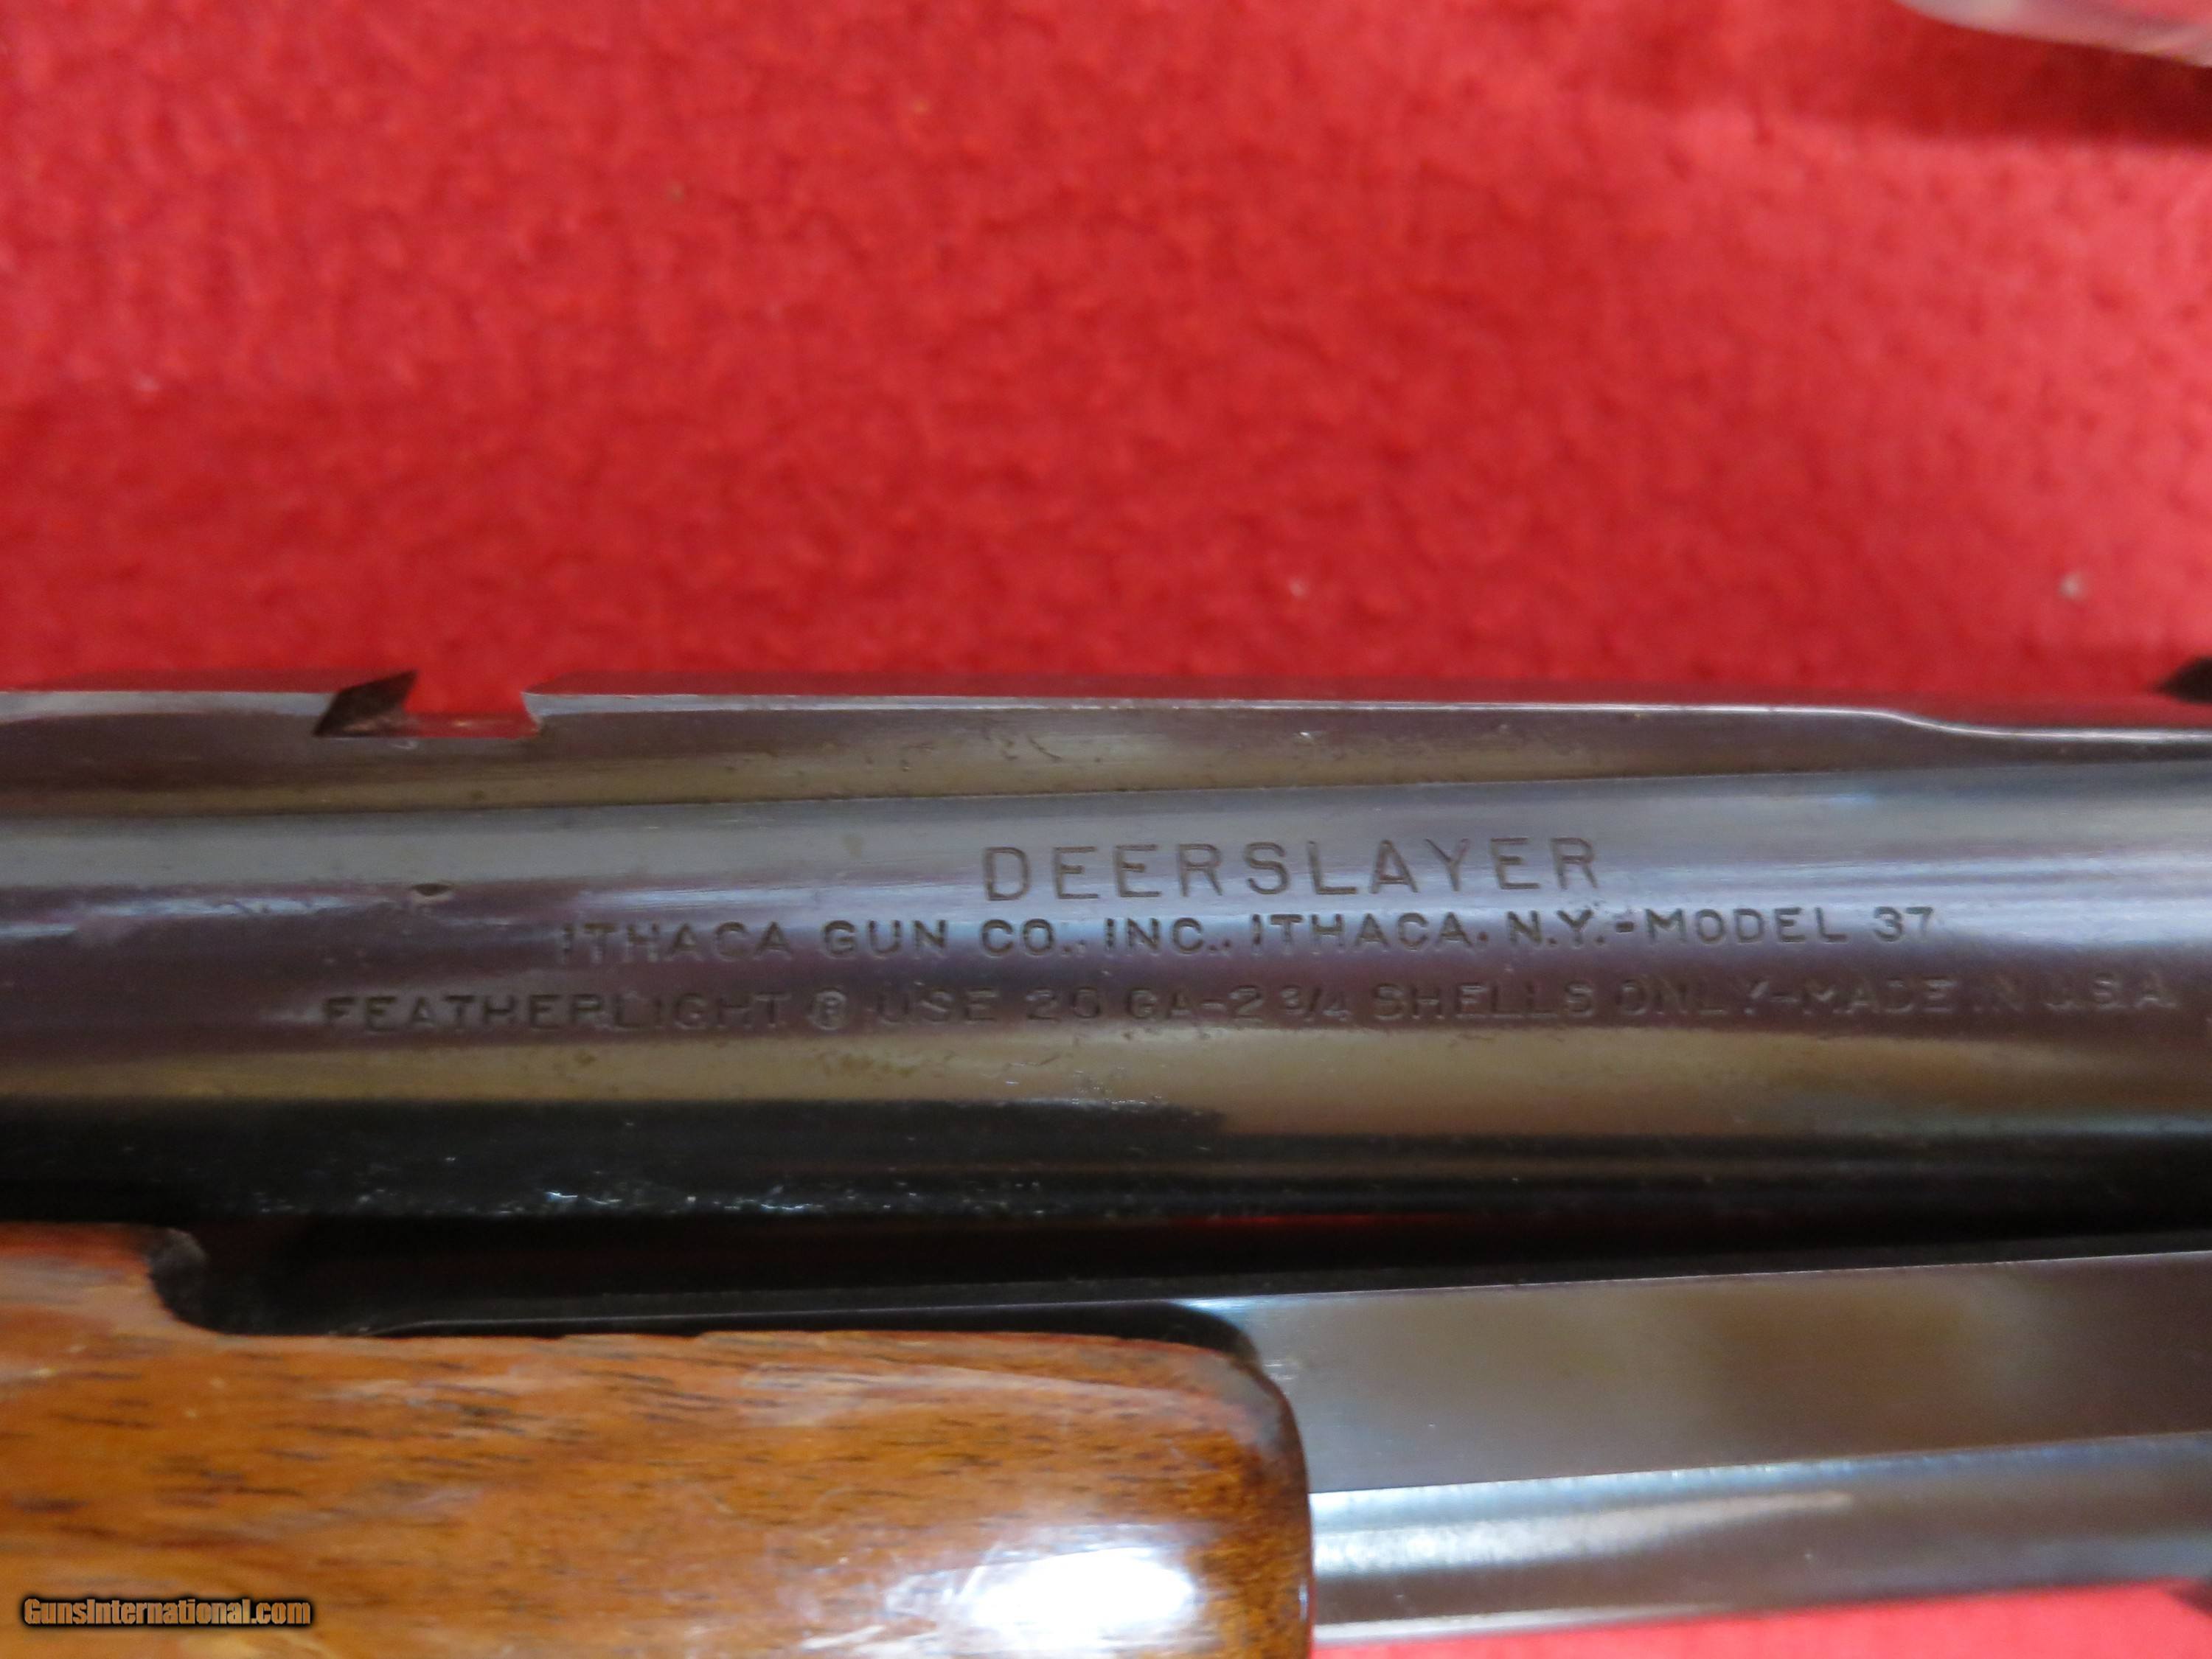 DEERSLAYER
ITHACA GUN CO., INC., ITHACA, N.Y.-MODEL 37
FEATHERLIGHT ® USE 20 GA-2 3/4 SHELLS ONLY-MADE IN U.S.A.
GunsInternational.com